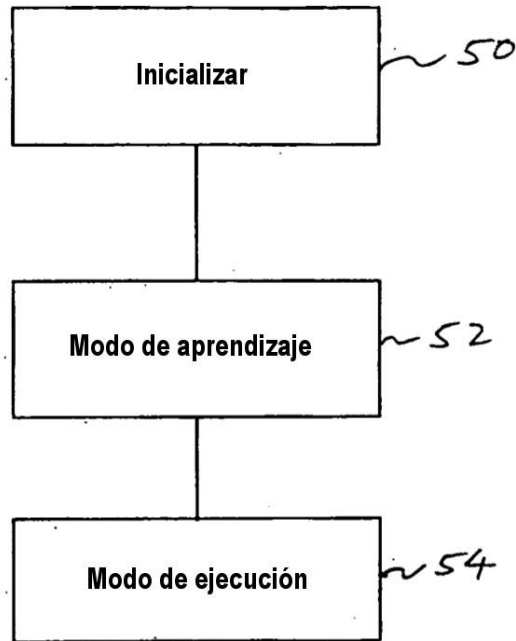 Inicializar
50
Modo de aprendizaje
52
Modo de ejecución
54